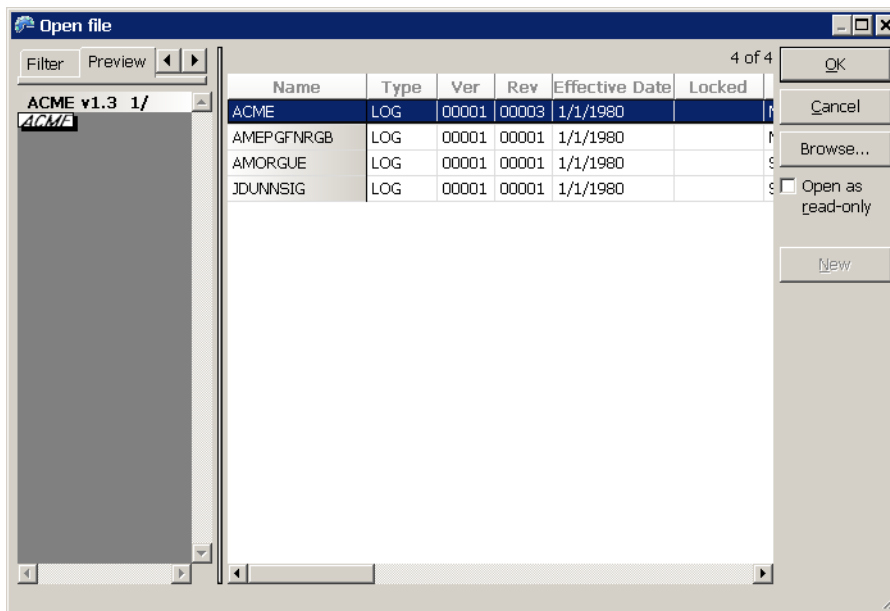 Open file
Filter Preview
4 of 4
ACME v1.3 1/
ACME
Name Type Ver Rev Effective Date Locked
ACME LOG 00001 00003 1/1/1980
AMEPGFNRGB LOG 00001 00001 1/1/1980
AMORGUE LOG 00001 00001 1/1/1980
JDUNNSIG LOG 00001 00001 1/1/1980
OK
Cancel
Browse...
Open as
read-only
New